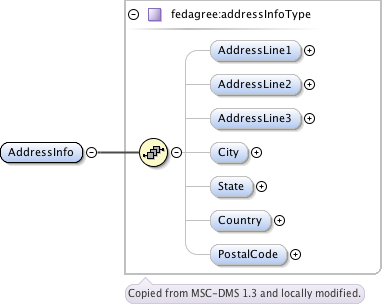 fedagree:addressInfoType
AddressLine1
AddressLine2
AddressLine3
AddressInfo
City
State
Country
PostalCode
Copied from MSC-DMS 1.3 and locally modified.